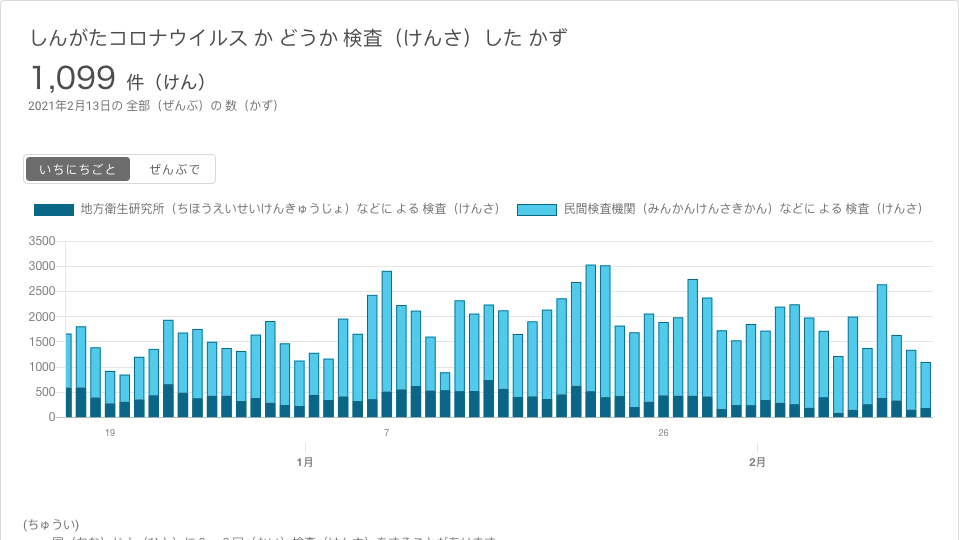 しんがたコロナウイルス か どうか 検査（けんさ）した かず
1,099 件（けん）
2021年2月13日の 全部（ぜんぶ）の 数（かず）
いちにちごと ぜんぶで
地方衛生研究所（ちほうえいせいけんきゅうじょ）などに よる 検査（けんさ） 民間検査機関（みんかんけんさきかん）などに よる 検査（けんさ）
3500
3000
2500
2000
1500
1000
500
0
19 7 26
1月 2月
(ちゅうい)